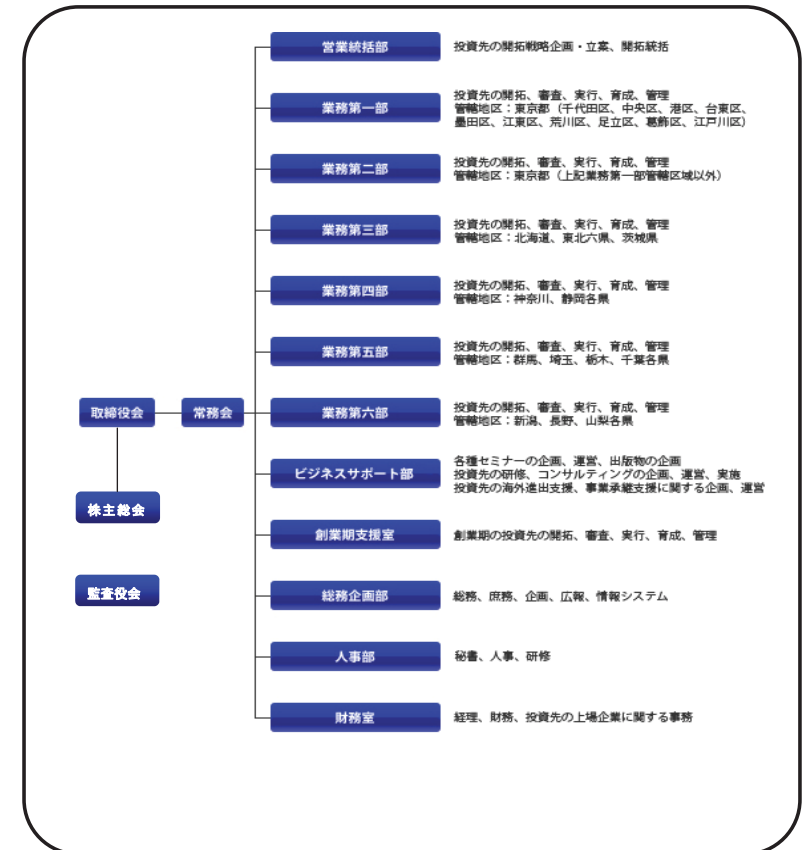 営業統括部
投資先の開拓戦略企画・立案、開拓統括
業務第一部
投資先の開拓、審査、実行、育成、管理
管轄地区：東京都（千代田区、中央区、港区、台東区、
墨田区、江東区、荒川区、足立区、葛飾区、江戸川区）
業務第二部
投資先の開拓、審査、実行、育成、管理
管轄地区：東京都（上記業務第一部管轄区域以外）
業務第三部
投資先の開拓、審査、実行、育成、管理
管轄地区：北海道、東北六県、茨城県
業務第四部
投資先の開拓、審査、実行、育成、管理
管轄地区：神奈川、静岡各県
業務第五部
投資先の開拓、審査、実行、育成、管理
管轄地区：群馬、埼玉、栃木、千葉各県
取締役会
常務会
業務第六部
投資先の開拓、審査、実行、育成、管理
管轄地区：新潟、長野、山梨各県
ビジネスサポート部
各種セミナーの企画、運営、出版物の企画
投資先の研修、コンサルティングの企画、運営、実施
投資先の海外進出支援、事業承継支援に関する企画、運営
株主総会
創業期支援室
創業期の投資先の開拓、審査、実行、育成、管理
監査役会
総務企画部
総務、庶務、企画、広報、情報システム
人事部
秘書、人事、研修
財務室
経理、財務、投資先の上場企業に関する事務